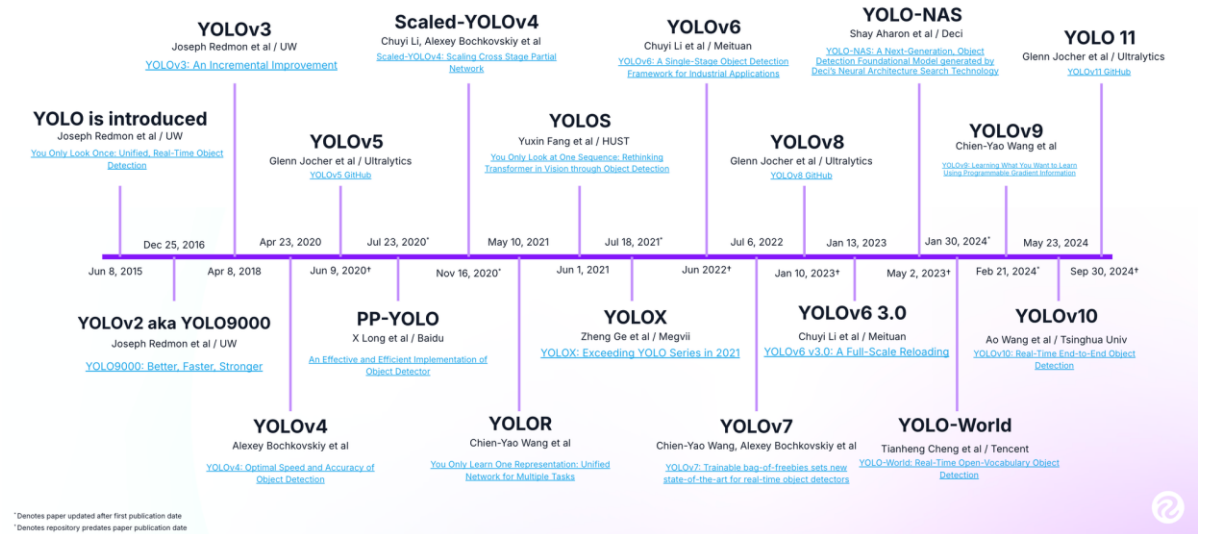 YOLOv3
Joseph Redmon et al / UW
YOLOv3: An Incremental Improvement
Scaled-YOLOv4
Chuyi Li, Alexey Bochkovskiy et al
Scaled-YOLOv4: Scaling Cross Stage Partial
Network
YOLOv6
Chuyi Li et al / Meituan
YOLOv6: A Single-Stage Object Detection
Framework for Industrial Applications
YOLO-NAS
Shay Aharon et al / Deci
YOLO-NAS: A Next-Generation, Object
Detection Foundational Model generated by
Deci's Neural Architecture Search Technology
YOLO 11
Glenn Jocher et al / Ultralytics
YOLOv11 GitHub
YOLO is introduced
Joseph Redmon et al / UW
You Only Look Once: Unified, Real-Time Object
Detection
YOLOv5
Glenn Jocher et al / Ultralytics
YOLOv5 GitHub
YOLOS
Yuxin Fang et al / HUST
You Only Look at One Sequence: Rethinking
Transformer in Vision through Object Detection
YOLOv8
Glenn Jocher et al / Ultralytics
YOLOv8 GitHub
YOLOv9
Chien-Yao Wang et al
YOLOv9: Learning What You Want to Learn
Using Programmable Gradient Information
Dec 25, 2016
Apr 23, 2020
Jul 23, 2020*
May 10, 2021
Jul 18, 2021*
Jul 6, 2022
Jan 13, 2023
Jan 30, 2024*
May 23, 2024
Jun 8, 2015
Apr 8, 2018
Jun 9, 2020†
Nov 16, 2020*
Jun 1, 2021
Jun 2022†
Jan 10, 2023†
May 2, 2023†
Feb 21, 2024*
Sep 30, 2024†
YOLOv2 aka YOLO9000
Joseph Redmon et al / UW
YOLO9000: Better, Faster, Stronger
PP-YOLO
X Long et al / Baidu
An Effective and Efficient Implementation of
Object Detector
YOLOX
Zheng Ge et al / Megvii
YOLOX: Exceeding YOLO Series in 2021
YOLOv6 3.0
Chuyi Li et al / Meituan
YOLOv6 v3.0: A Full-Scale Reloading
YOLOv10
Ao Wang et al / Tsinghua Univ
YOLOv10: Real-Time End-to-End Object
Detection
YOLOv4
Alexey Bochkovskiy et al
YOLOv4: Optimal Speed and Accuracy of
Object Detection
YOLOR
Chien-Yao Wang et al
You Only Learn One Representation: Unified
Network for Multiple Tasks
YOLOv7
Chien-Yao Wang, Alexey Bochkovskiy et al
YOLOv7: Trainable bag-of-freebies sets new
state-of-the-art for real-time object detectors
YOLO-World
Tianheng Cheng et al / Tencent
YOLO-World: Real-Time Open-Vocabulary Object
Detection
*Denotes paper updated after first publication date
†Denotes repository predates paper publication date